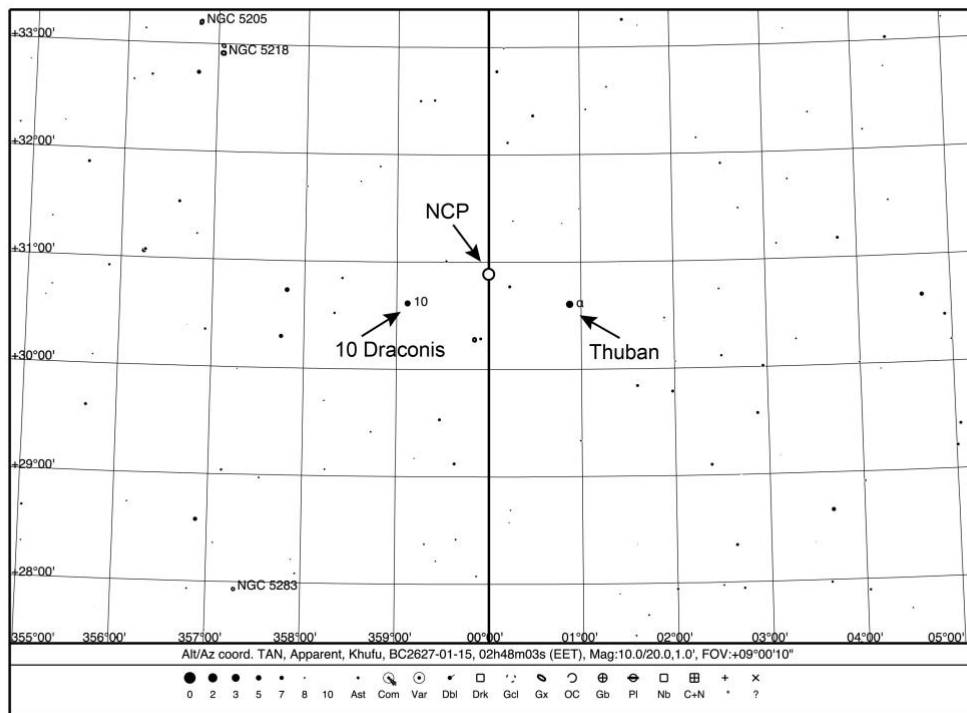 NGC 5205
+33°00'
NGC 5218
+32°00'
NCP
+31°00'
10
α
10 Draconis
Thuban
+30°00'
+29°00'
+28°00'
NGC 5283
355°00' 356°00' 357°00' 358°00' 359°00' 00°00' 01°00' 02°00' 03°00' 04°00' 05°00'
Alt/Az coord. TAN, Apparent, Khufu, BC2627-01-15, 02h48m03s (EET), Mag:10.0/20.0,1.0', FOV:+09°00'10"
0 2 3 5 7 8 10 Ast Com Var Dbl Drk Gcl Gx OC Gb Pl Nb C+N * ?